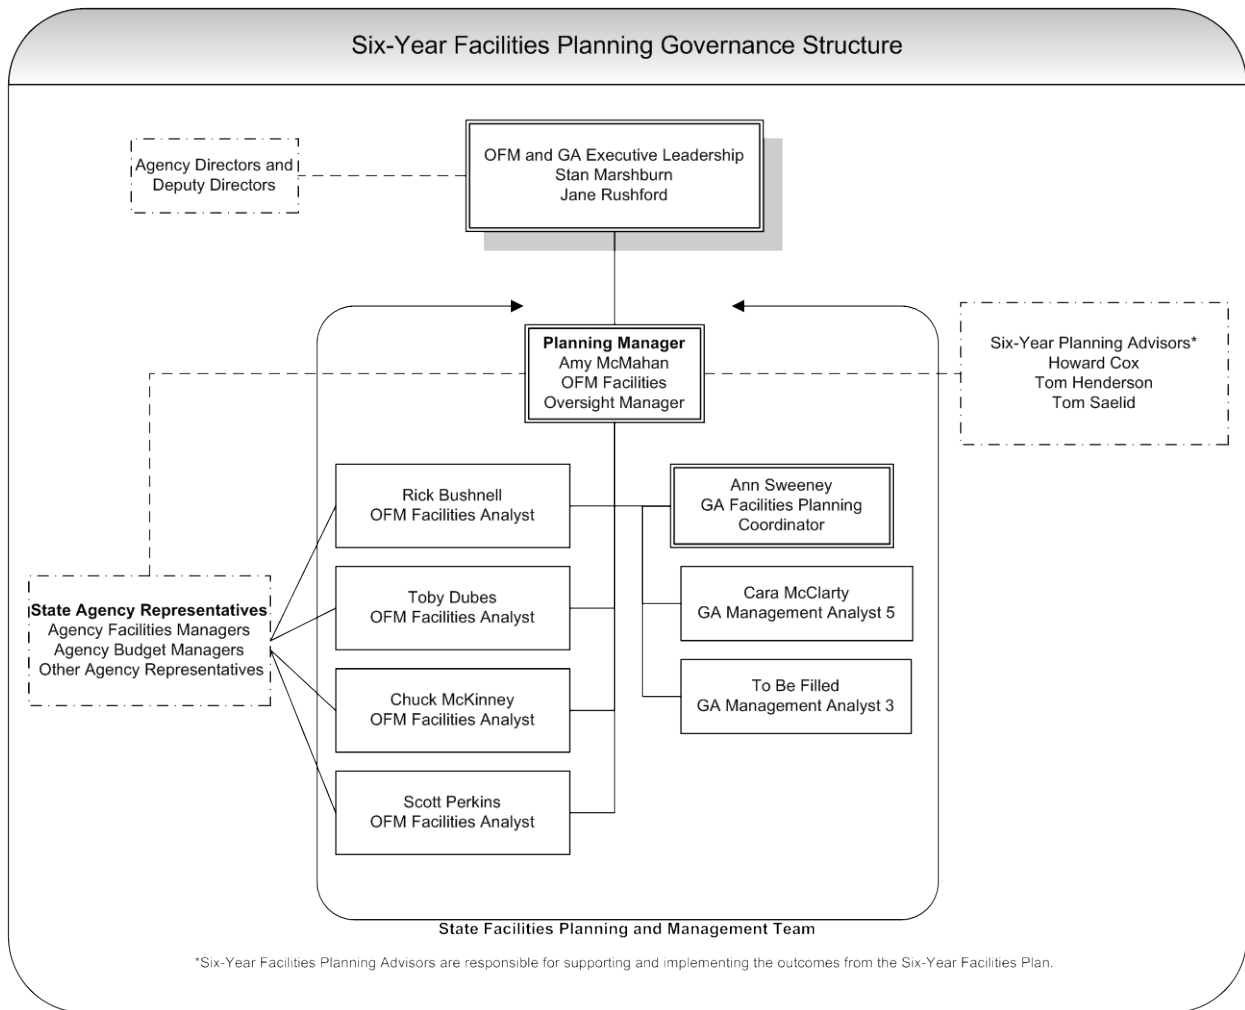 Six-Year Facilities Planning Governance Structure
Agency Directors and
Deputy Directors
OFM and GA Executive Leadership
Stan Marshburn
Jane Rushford
Planning Manager
Amy McMahan
OFM Facilities
Oversight Manager
Six-Year Planning Advisors*
Howard Cox
Tom Henderson
Tom Saelid
Rick Bushnell
OFM Facilities Analyst
Ann Sweeney
GA Facilities Planning
Coordinator
State Agency Representatives
Agency Facilities Managers
Agency Budget Managers
Other Agency Representatives
Toby Dubes
OFM Facilities Analyst
Cara McClarty
GA Management Analyst 5
Chuck McKinney
OFM Facilities Analyst
To Be Filled
GA Management Analyst 3
Scott Perkins
OFM Facilities Analyst
State Facilities Planning and Management Team
*Six-Year Facilities Planning Advisors are responsible for supporting and implementing the outcomes from the Six-Year Facilities Plan.